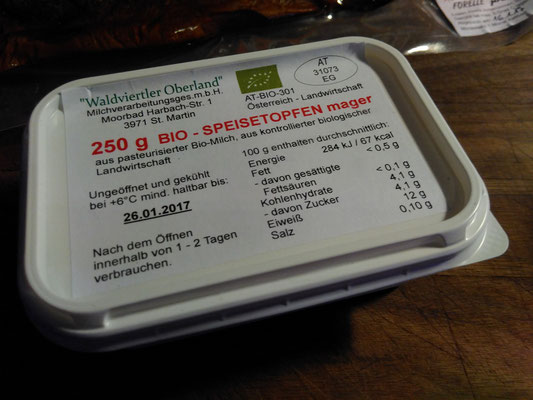 "Waldviertler Oberland"
Milchverarbeitungsges.m.b.H.
Moorbad Harbach-Str. 1
3971 St. Martin
AT-BIO-301
Österreich - Landwirtschaft
AT
31073
EG
250 g BIO - SPEISETOPFEN mager
aus pasteurisierter Bio-Milch, aus kontrollierter biologischer
Landwirtschaft
Ungeöffnet und gekühlt
bei +6°C mind. haltbar bis:
26.01.2017
Nach dem Öffnen
innerhalb von 1 - 2 Tagen
verbrauchen.
100 g enthalten durchschnittlich:
Energie 284 kJ / 67 kcal
Fett < 0,5 g
- davon gesättigte
Fettsäuren < 0,1 g
Kohlenhydrate 4,1 g
- davon Zucker 4,1 g
Eiweiß 12 g
Salz 0,10 g
FORELLE